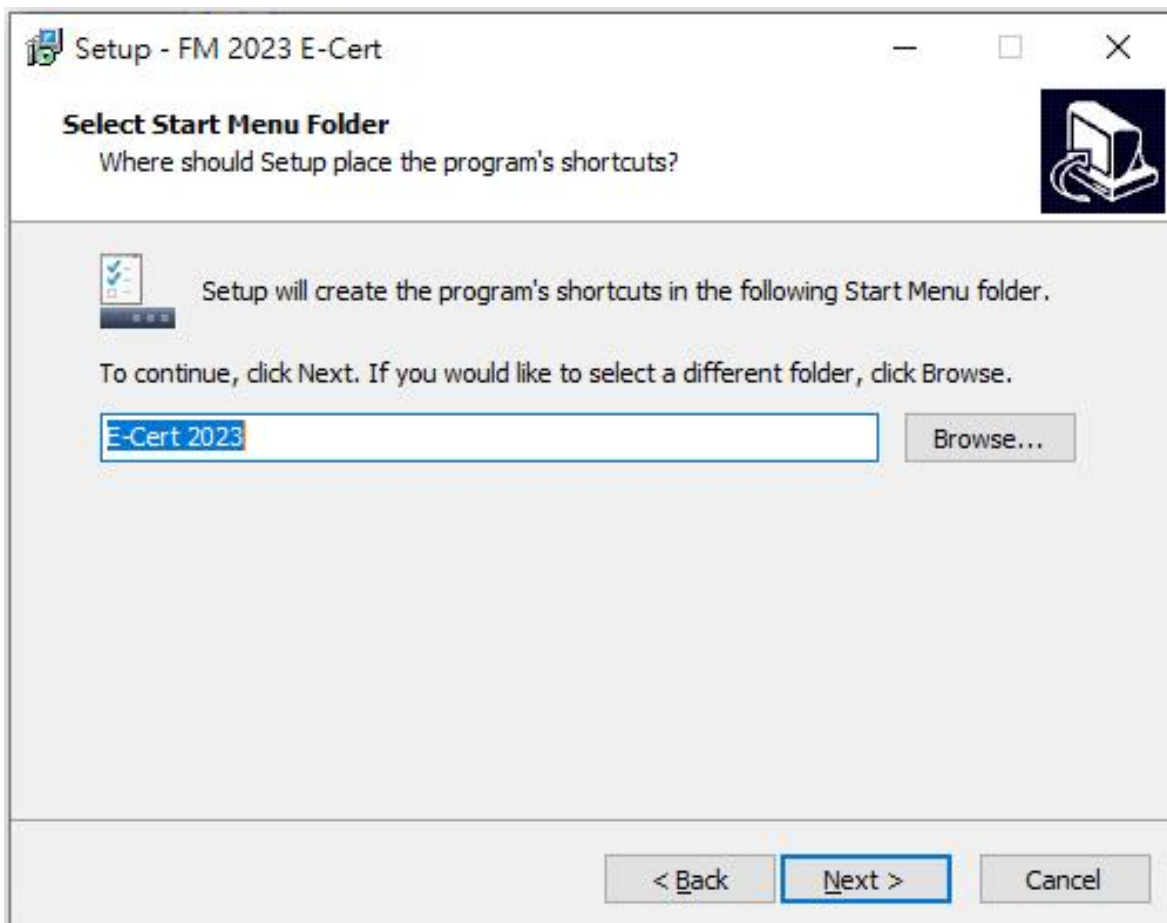 Setup - FM 2023 E-Cert
Select Start Menu Folder
Where should Setup place the program's shortcuts?
Setup will create the program's shortcuts in the following Start Menu folder.
To continue, click Next. If you would like to select a different folder, click Browse.
E-Cert 2023
Browse...
< Back
Next >
Cancel